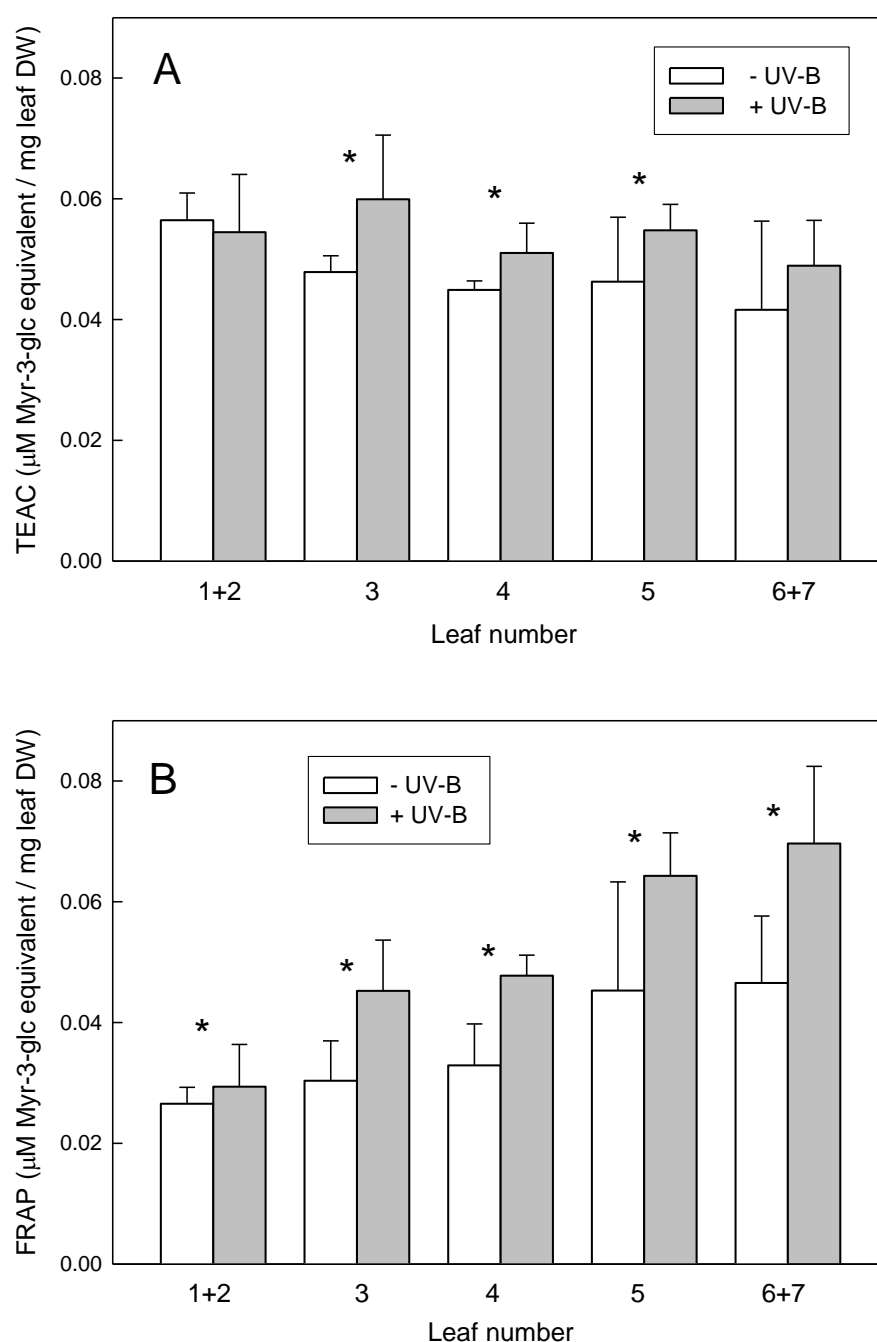 A
- UV-B
+ UV-B
TEAC (μM Myr-3-glc equivalent / mg leaf DW)
0.08
0.06
0.04
0.02
0.00
* * *
1+2 3 4 5 6+7
Leaf number
B
- UV-B
+ UV-B
FRAP (μM Myr-3-glc equivalent / mg leaf DW)
0.08
0.06
0.04
0.02
0.00
* * * * *
1+2 3 4 5 6+7
Leaf number